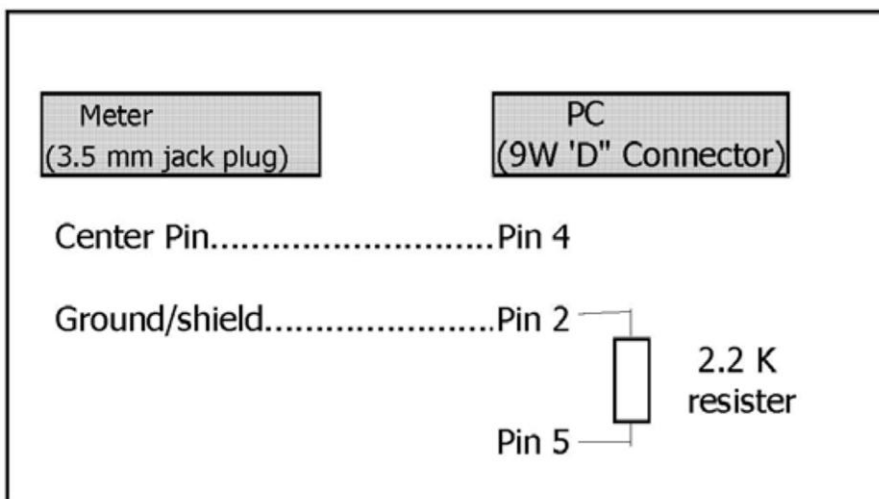 Meter
(3.5 mm jack plug)
PC
(9W 'D" Connector)
Center Pin............................Pin 4
Ground/shield.......................Pin 2
2.2 K
resister
Pin 5